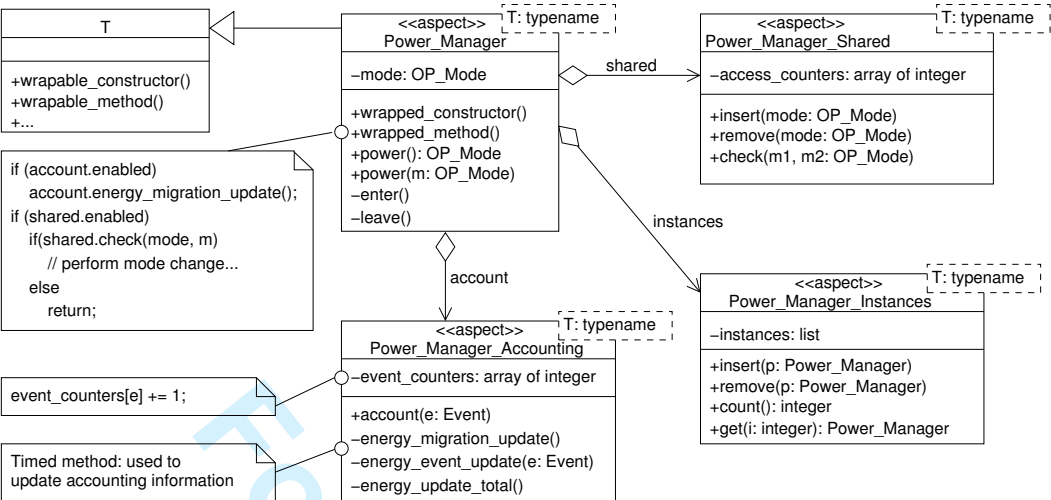 T
+wrapable_constructor()
+wrapable_method()
+...
<<aspect>>
Power_Manager
T: typename
−mode: OP_Mode
+wrapped_constructor()
+wrapped_method()
+power(): OP_Mode
+power(m: OP_Mode)
−enter()
−leave()
shared
<<aspect>>
Power_Manager_Shared
T: typename
−access_counters: array of integer
+insert(mode: OP_Mode)
+remove(mode: OP_Mode)
+check(m1, m2: OP_Mode)
if (account.enabled)
account.energy_migration_update();
if (shared.enabled)
if(shared.check(mode, m)
// perform mode change...
else
return;
instances
account
<<aspect>>
Power_Manager_Instances
T: typename
−instances: list
+insert(p: Power_Manager)
+remove(p: Power_Manager)
+count(): integer
+get(i: integer): Power_Manager
<<aspect>>
Power_Manager_Accounting
T: typename
−event_counters: array of integer
+account(e: Event)
−energy_migration_update()
−energy_event_update(e: Event)
−energy_update_total()
event_counters[e] += 1;
Timed method: used to
update accounting information